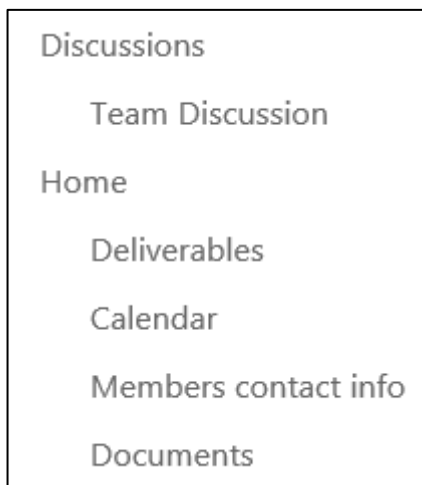 Discussions
Team Discussion
Home
Deliverables
Calendar
Members contact info
Documents